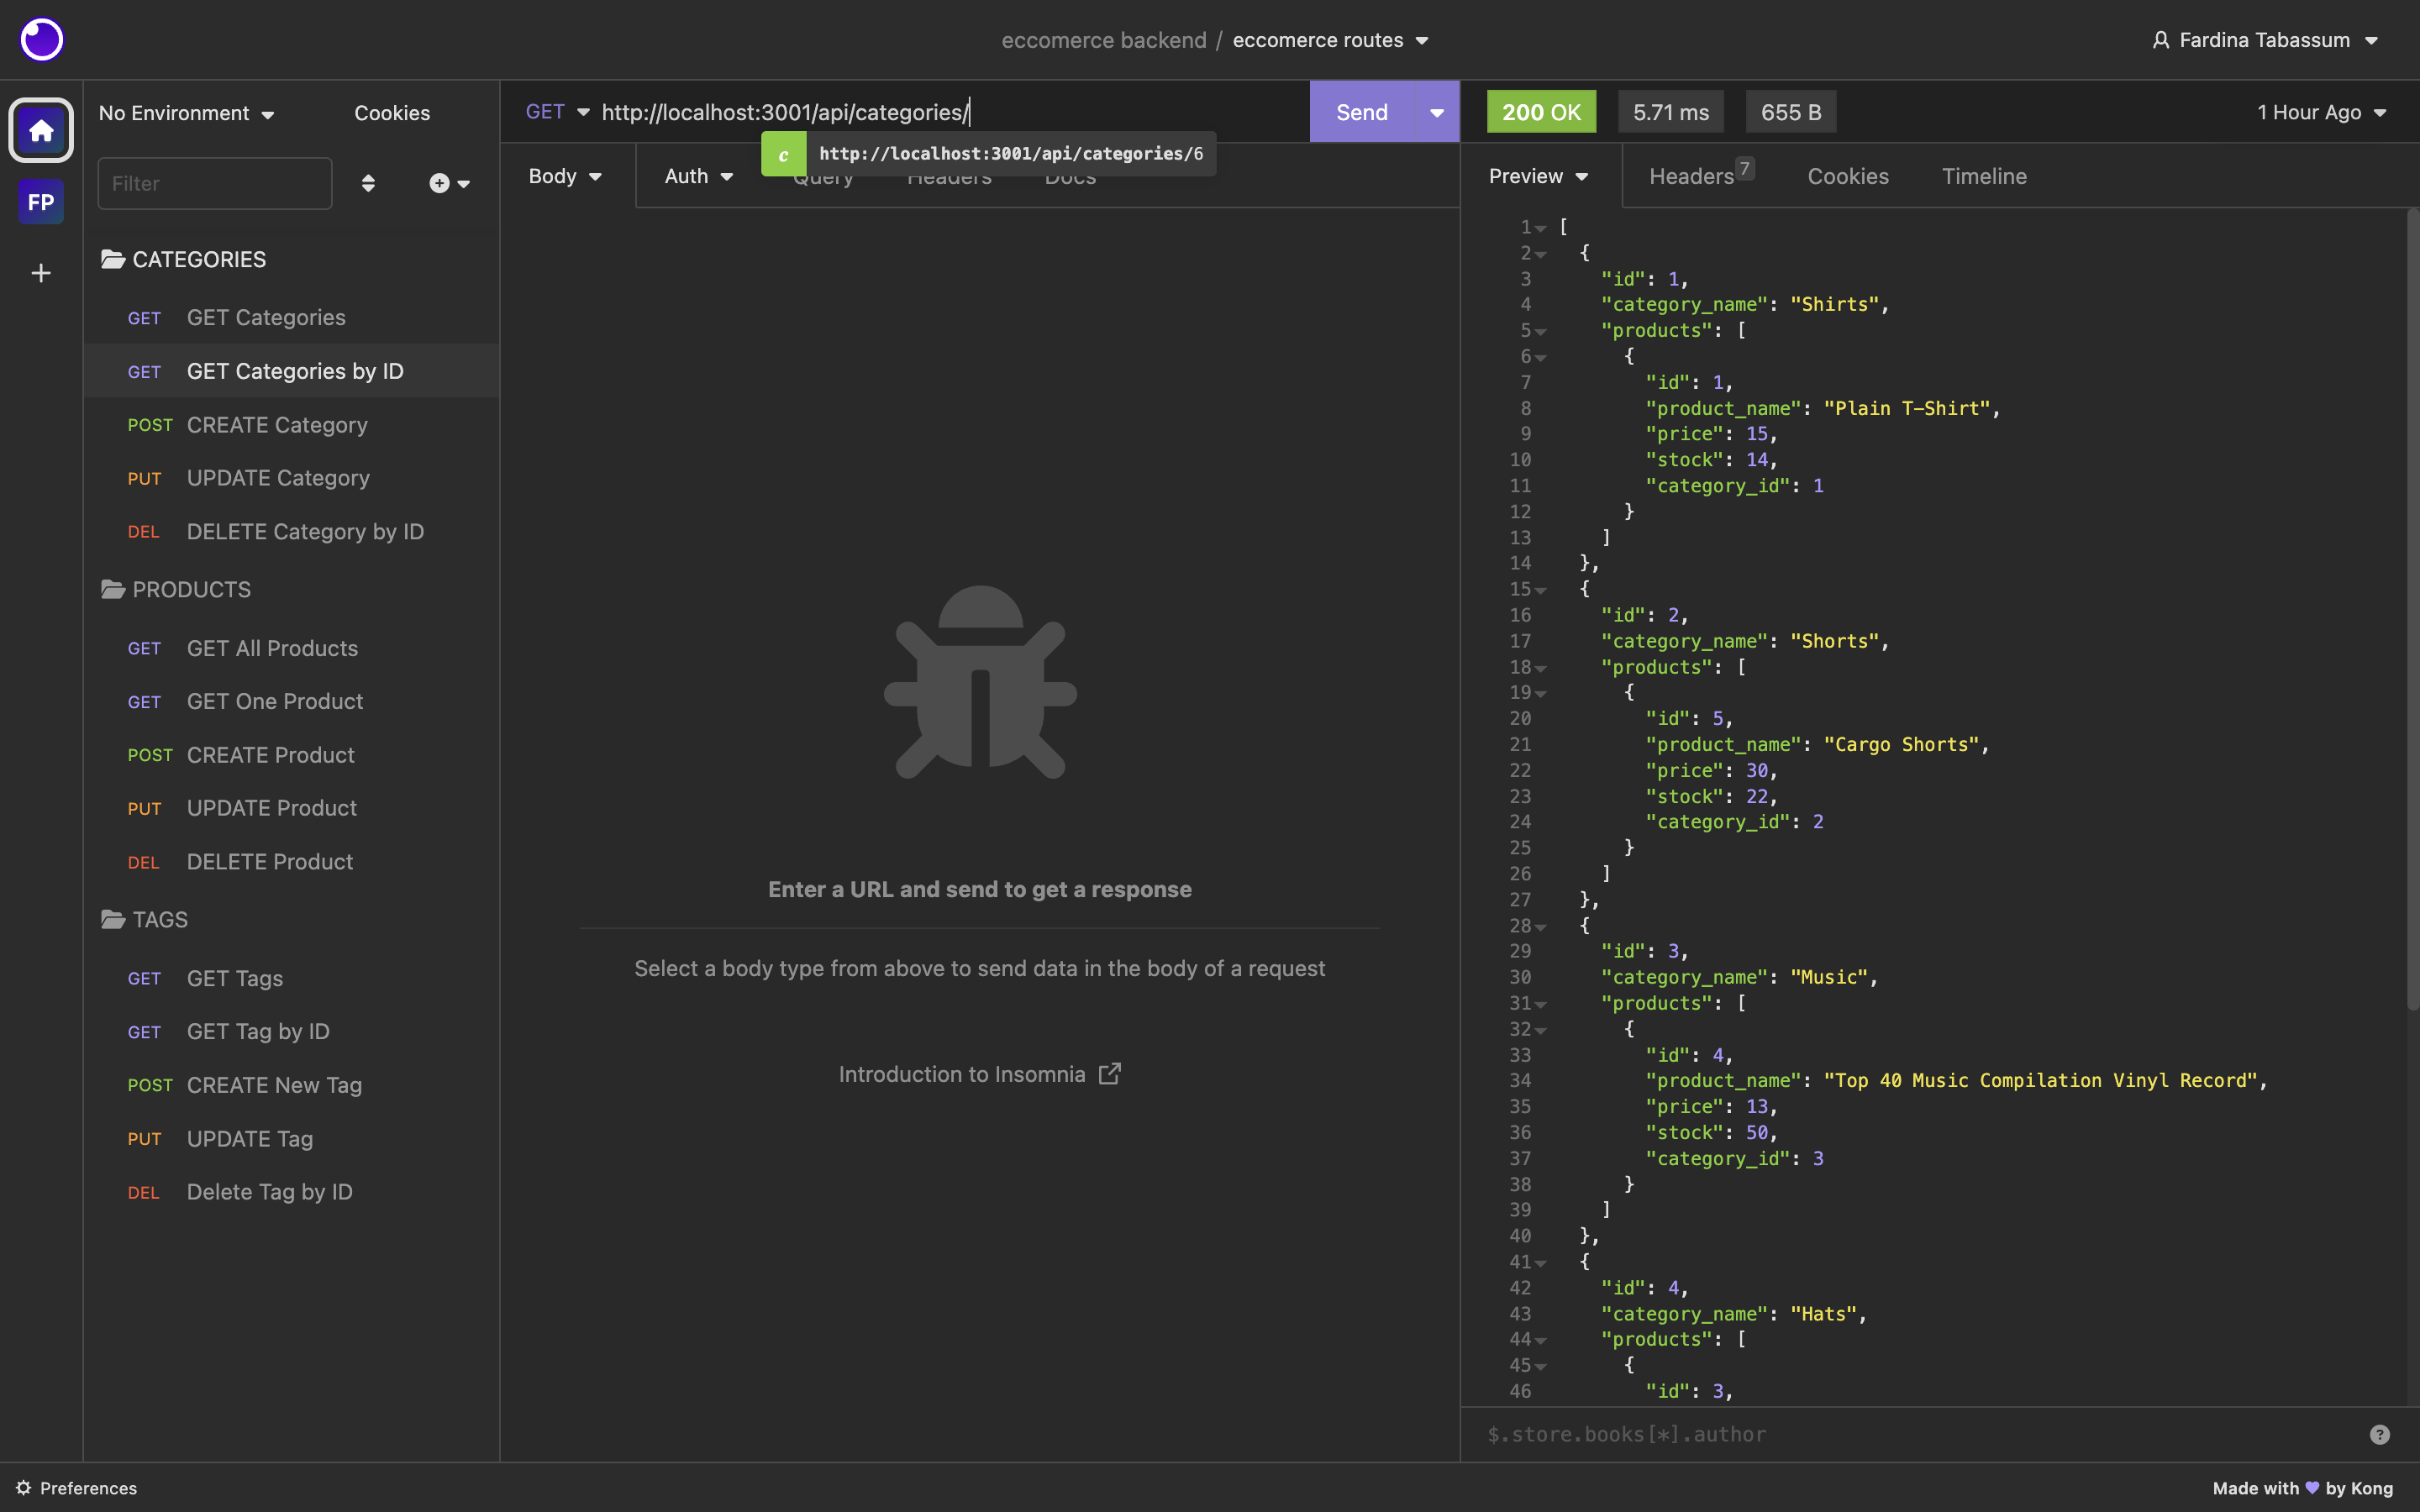 eccomerce backend / eccomerce routes
Fardina Tabassum
FP
No Environment
Cookies
Filter
CATEGORIES
GET GET Categories
GET GET Categories by ID
POST CREATE Category
PUT UPDATE Category
DEL DELETE Category by ID
PRODUCTS
GET GET All Products
GET GET One Product
POST CREATE Product
PUT UPDATE Product
DEL DELETE Product
TAGS
GET GET Tags
GET GET Tag by ID
POST CREATE New Tag
PUT UPDATE Tag
DEL Delete Tag by ID
GET http://localhost:3001/api/categories/
Send
c http://localhost:3001/api/categories/6
Body
Auth
Query
Headers
Docs
Enter a URL and send to get a response
Select a body type from above to send data in the body of a request
Introduction to Insomnia
200 OK
5.71 ms
655 B
1 Hour Ago
Preview
Headers 7
Cookies
Timeline
1 [
2 {
3 "id": 1,
4 "category_name": "Shirts",
5 "products": [
6 {
7 "id": 1,
8 "product_name": "Plain T-Shirt",
9 "price": 15,
10 "stock": 14,
11 "category_id": 1
12 }
13 ]
14 },
15 {
16 "id": 2,
17 "category_name": "Shorts",
18 "products": [
19 {
20 "id": 5,
21 "product_name": "Cargo Shorts",
22 "price": 30,
23 "stock": 22,
24 "category_id": 2
25 }
26 ]
27 },
28 {
29 "id": 3,
30 "category_name": "Music",
31 "products": [
32 {
33 "id": 4,
34 "product_name": "Top 40 Music Compilation Vinyl Record",
35 "price": 13,
36 "stock": 50,
37 "category_id": 3
38 }
39 ]
40 },
41 {
42 "id": 4,
43 "category_name": "Hats",
44 "products": [
45 {
46 "id": 3,
$.store.books[*].author
?
Preferences
Made with 💜 by Kong